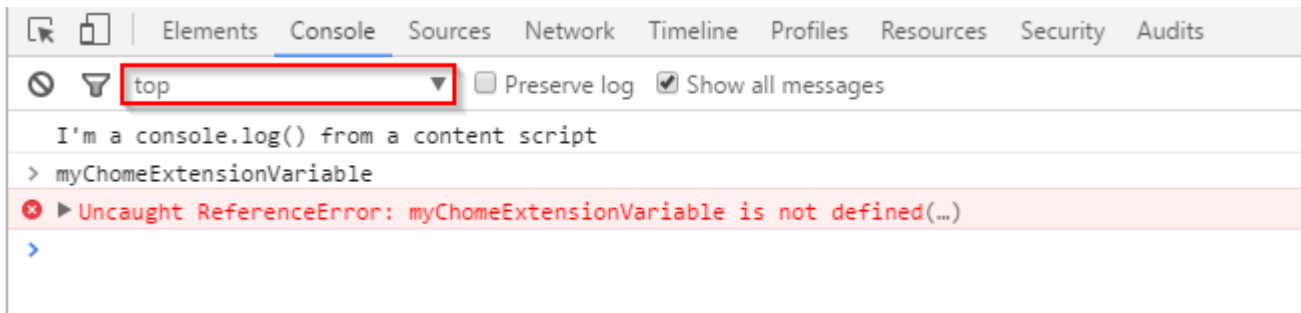 Elements Console Sources Network Timeline Profiles Resources Security Audits
top Preserve log Show all messages
I'm a console.log() from a content script
> myChomeExtensionVariable
Uncaught ReferenceError: myChomeExtensionVariable is not defined(…)
>